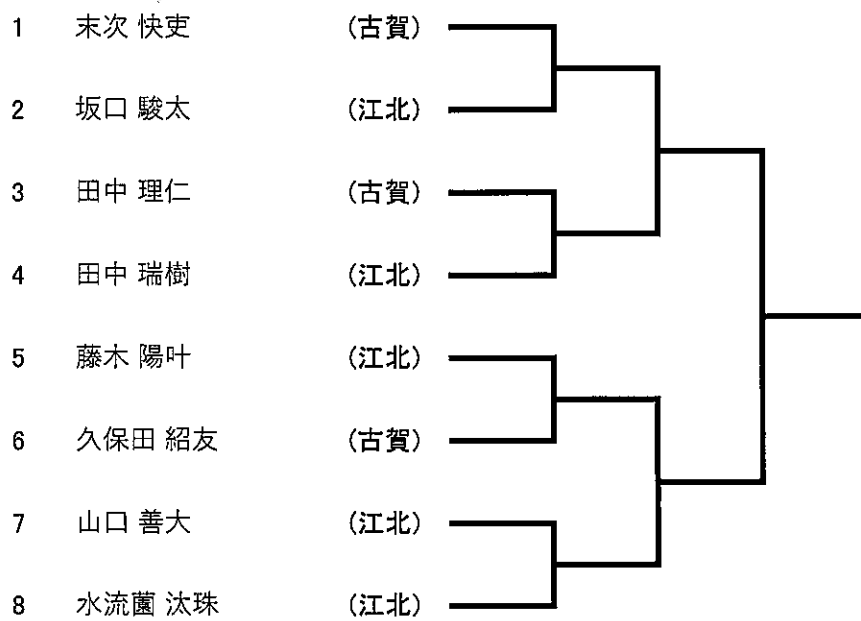 1 末次 快吏 (古賀)
2 坂口 駿太 (江北)
3 田中 理仁 (古賀)
4 田中 瑞樹 (江北)
5 藤木 陽叶 (江北)
6 久保田 紹友 (古賀)
7 山口 善大 (江北)
8 水流薗 汰珠 (江北)